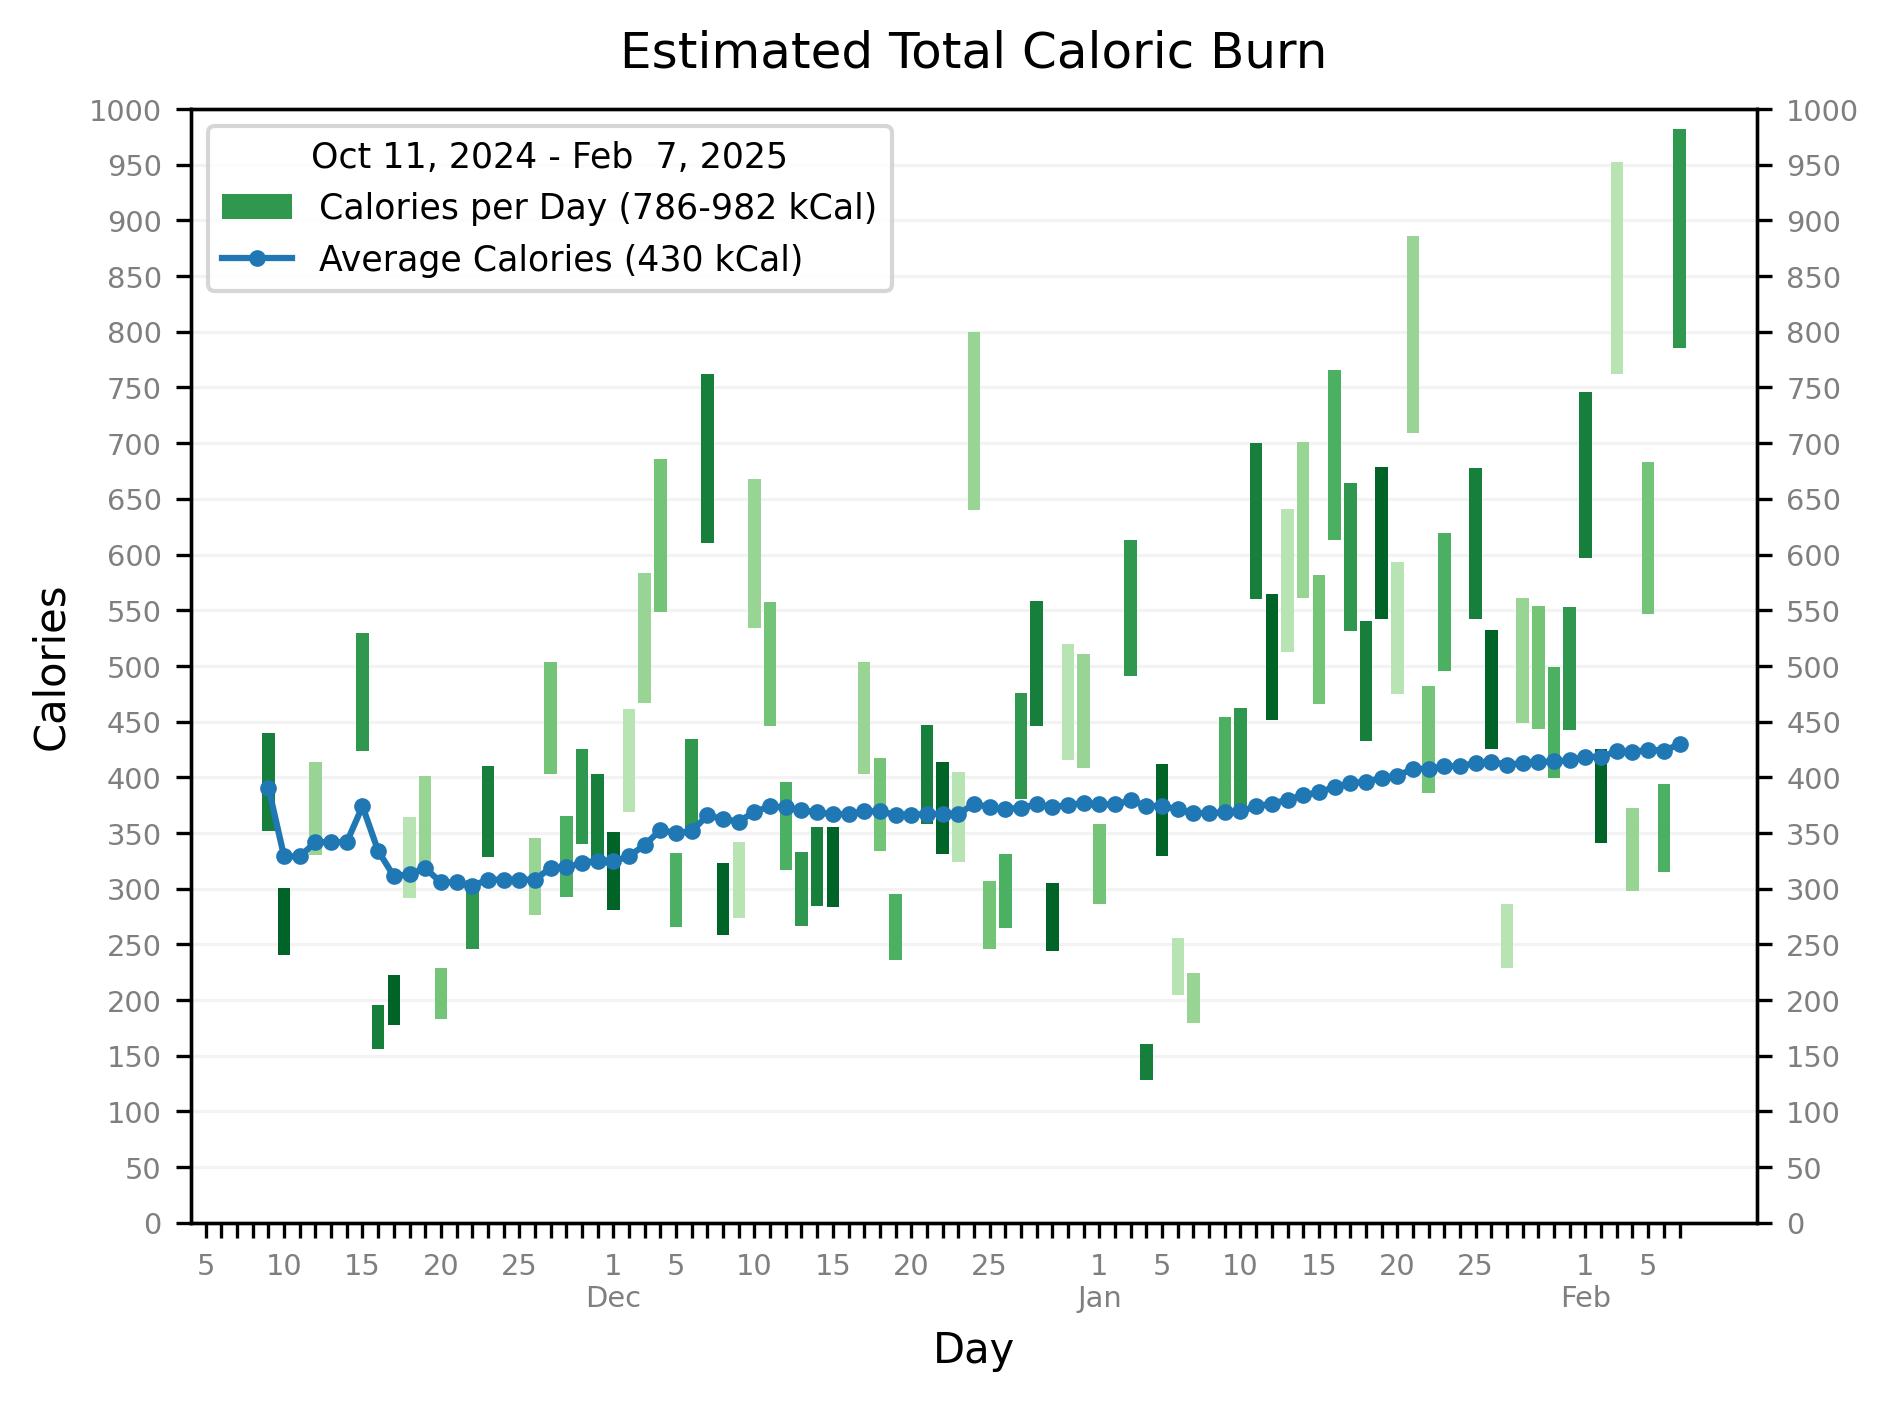 Estimated Total Caloric Burn
Oct 11, 2024 - Feb  7, 2025
Calories per Day (786-982 kCal)
Average Calories (430 kCal)
1000 1000
950 950
900 900
850 850
800 800
750 750
700 700
650 650
600 600
550 550
500 500
450 450
400 400
350 350
300 300
250 250
200 200
150 150
100 100
50 50
0 0
Calories
5 10 15 20 25 1 5 10 15 20 25 1 5 10 15 20 25 1 5
Dec Jan Feb
Day